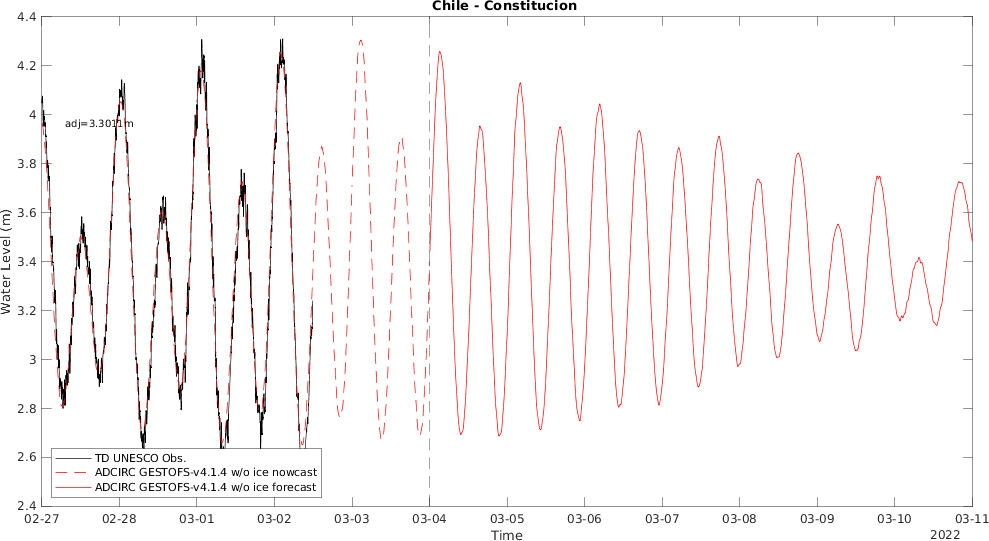 Chile - Constitucion
4.4
4.2
4
3.8
3.6
3.4
3.2
3
2.8
2.6
2.4
Water Level (m)
adj=3.3011m
TD UNESCO Obs.
ADCIRC GESTOFS-v4.1.4 w/o ice nowcast
ADCIRC GESTOFS-v4.1.4 w/o ice forecast
02-27 02-28 03-01 03-02 03-03 03-04 03-05 03-06 03-07 03-08 03-09 03-10 03-11
Time
2022